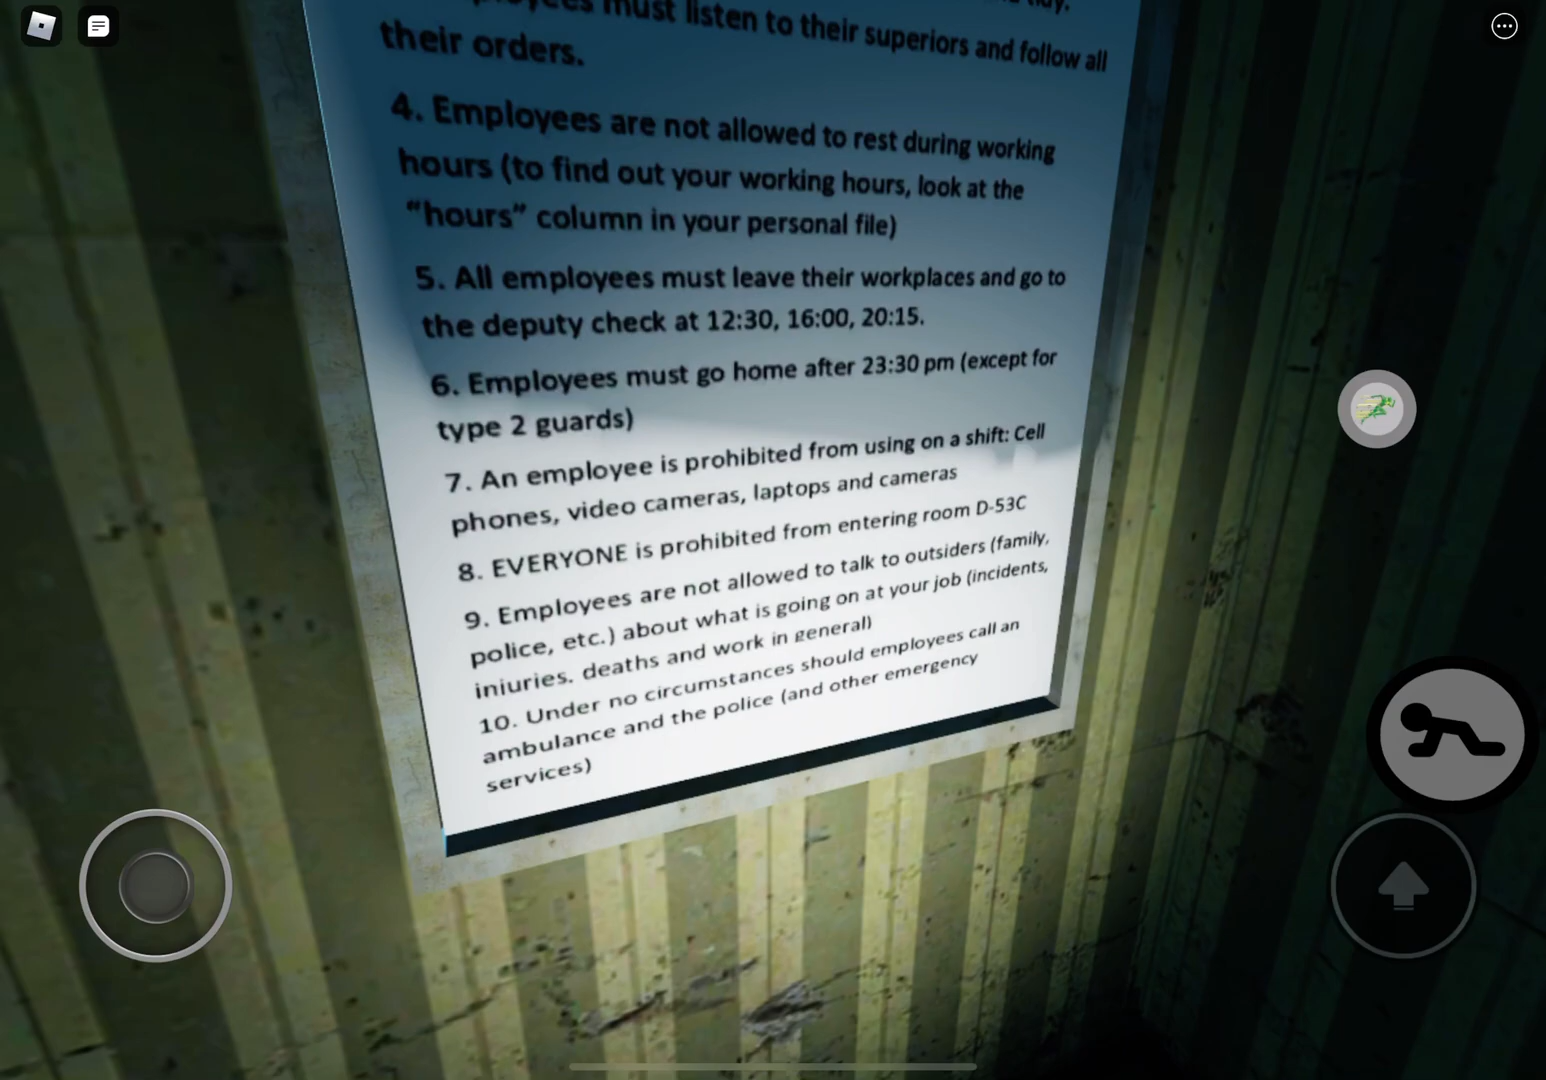 must listen to their superiors and follow all
their orders.
4. Employees are not allowed to rest during working
hours (to find out your working hours, look at the
“hours” column in your personal file)
5. All employees must leave their workplaces and go to
the deputy check at 12:30, 16:00, 20:15.
6. Employees must go home after 23:30 pm (except for
type 2 guards)
7. An employee is prohibited from using on a shift: Cell
phones, video cameras, laptops and cameras
8. EVERYONE is prohibited from entering room D-53C
9. Employees are not allowed to talk to outsiders (family,
police, etc.) about what is going on at your job (incidents,
injuries. deaths and work in general)
10. Under no circumstances should employees call an
ambulance and the police (and other emergency
services)